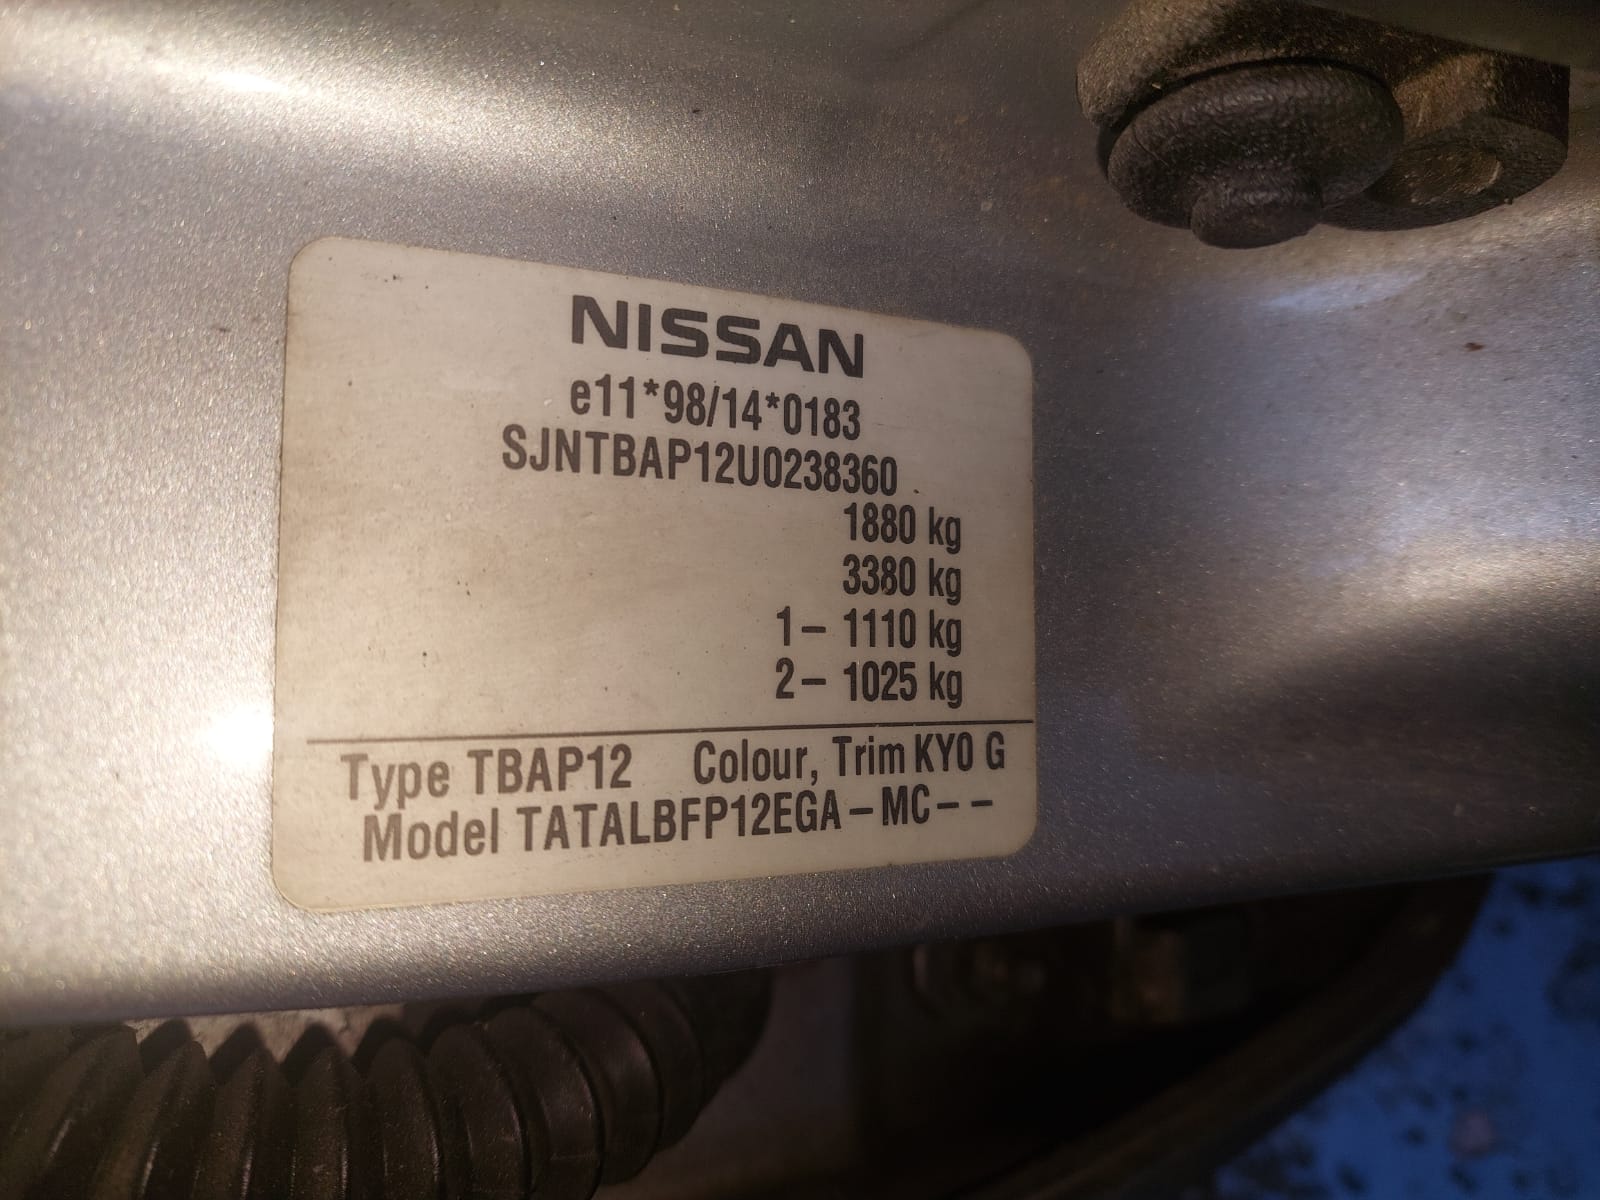 NISSAN
e11*98/14*0183
SJNTBAP12U0238360
1880 kg
3380 kg
1– 1110 kg
2– 1025 kg
Type TBAP12 Colour, Trim KY0 G
Model TATALBFP12EGA–MC––